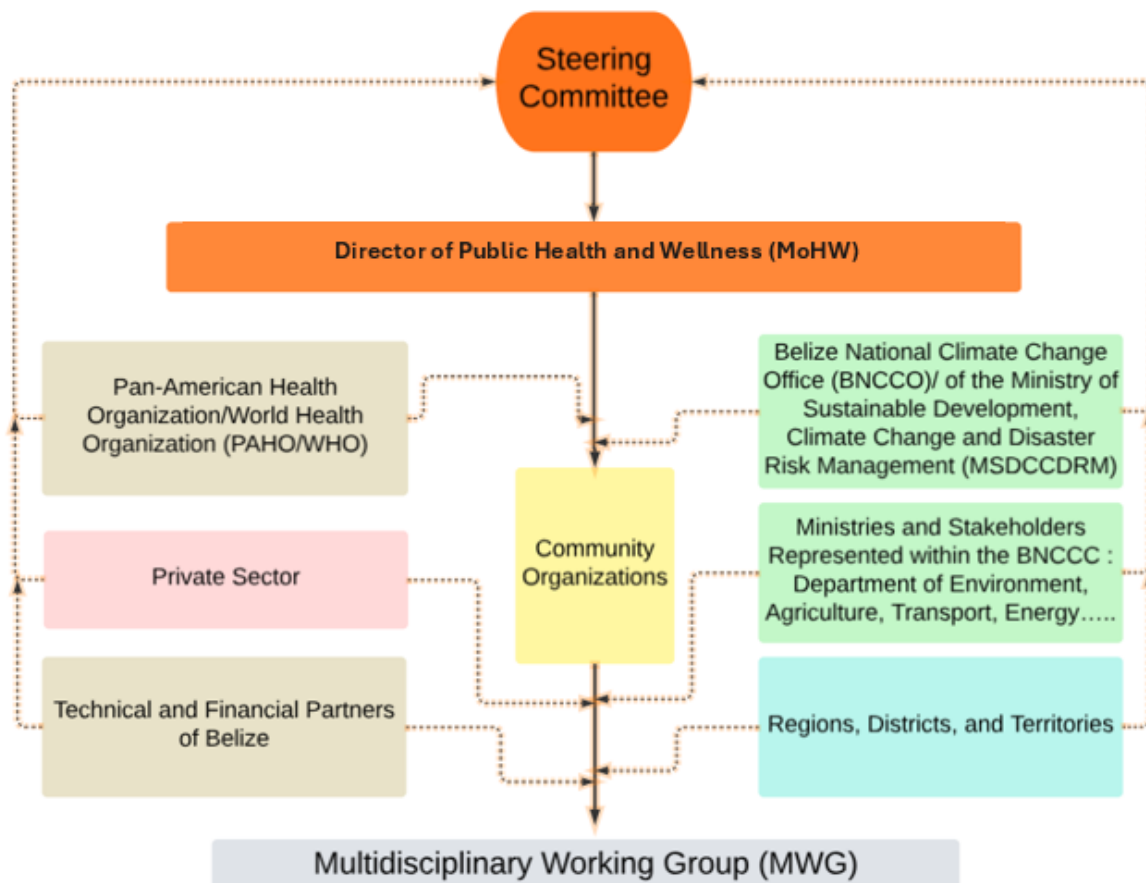 Steering
Committee
Director of Public Health and Wellness (MoHW)
Pan-American Health
Organization/World Health
Organization (PAHO/WHO)
Belize National Climate Change
Office (BNCCO)/ of the Ministry of
Sustainable Development,
Climate Change and Disaster
Risk Management (MSDCCDRM)
Community
Organizations
Private Sector
Ministries and Stakeholders
Represented within the BNCCC :
Department of Environment,
Agriculture, Transport, Energy.....
Technical and Financial Partners
of Belize
Regions, Districts, and Territories
Multidisciplinary Working Group (MWG)